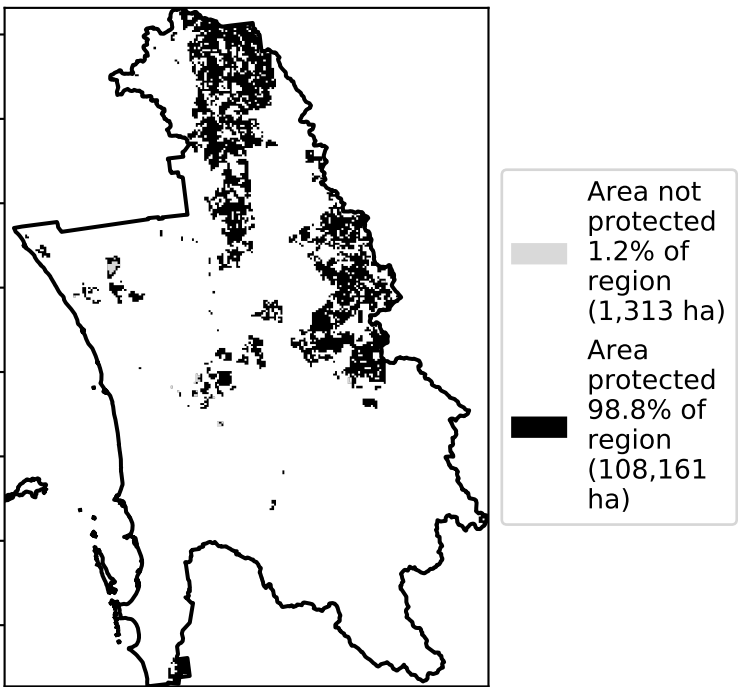 Area not
protected
1.2% of
region
(1,313 ha)
Area
protected
98.8% of
region
(108,161
ha)